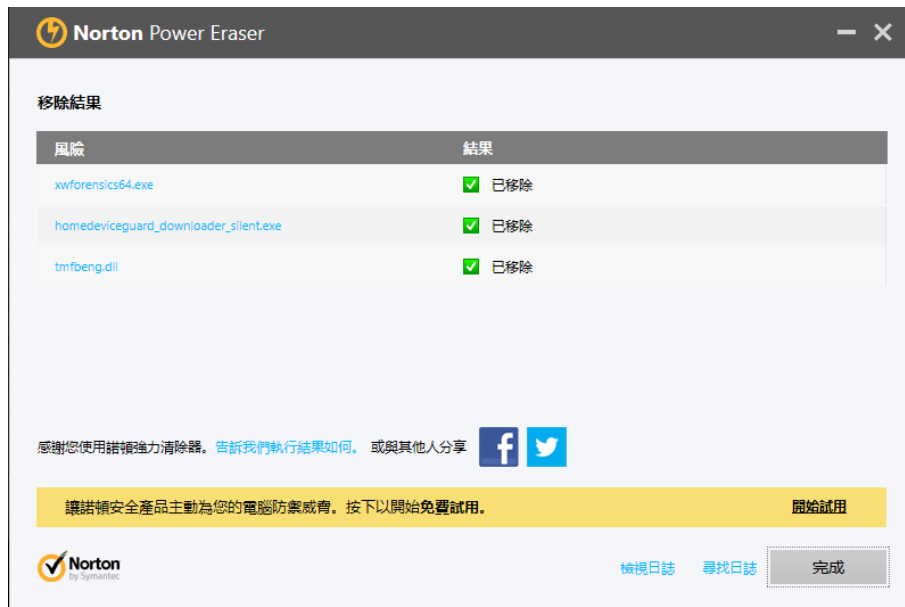 Norton Power Eraser
移除結果
風險 結果
xwforensics64.exe 已移除
homedeviceguard_downloader_silent.exe 已移除
tmfbeng.dll 已移除
感謝您使用諾頓強力清除器。告訴我們執行結果如何。 或與其他人分享
讓諾頓安全產品主動為您的電腦防禦威脅。按下以開始免費試用。 開始試用
Norton
by Symantec
檢視日誌 尋找日誌 完成